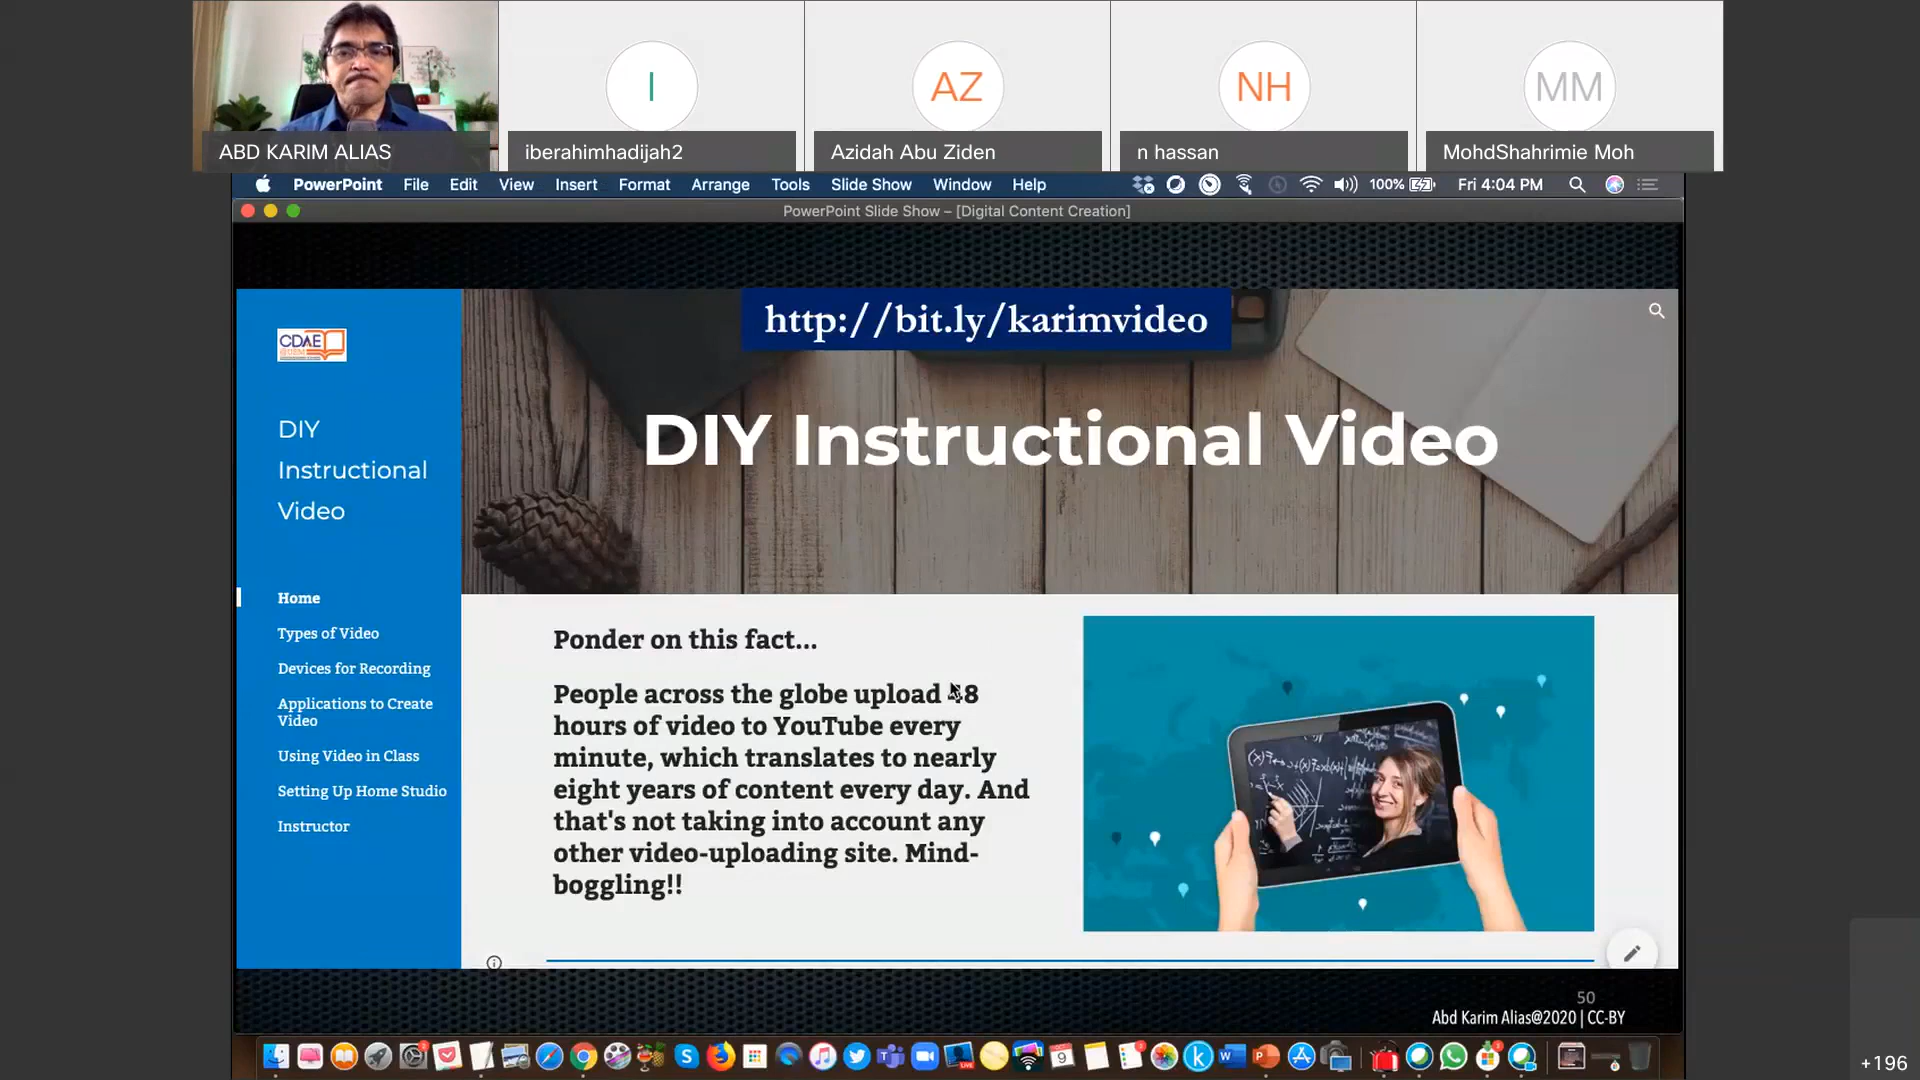 I
AZ
NH
MM
ABD KARIM ALIAS
iberahimhadijah2
Azidah Abu Ziden
n hassan
MohdShahrimie Moh
PowerPoint File Edit View Insert Format Arrange Tools Slide Show Window Help 100% Fri 4:04 PM
PowerPoint Slide Show – [Digital Content Creation]
http://bit.ly/karimvideo
CDAE
DIY
Instructional
Video
DIY Instructional Video
Home
Types of Video
Devices for Recording
Applications to Create
Video
Using Video in Class
Setting Up Home Studio
Instructor
Ponder on this fact...
People across the globe upload 48
hours of video to YouTube every
minute, which translates to nearly
eight years of content every day. And
that's not taking into account any
other video-uploading site. Mind-
boggling!!
50
Abd Karim Alias@2020 | CC-BY
+196